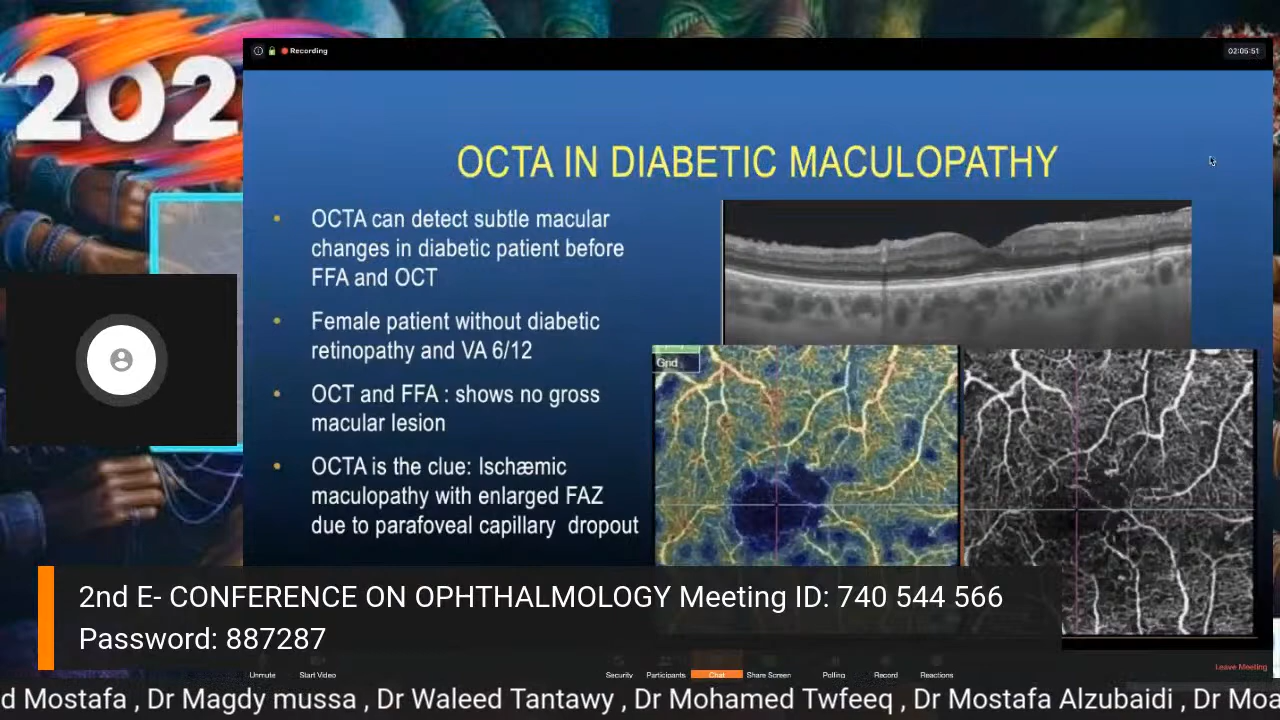 202
Recording
02:05:51
OCTA IN DIABETIC MACULOPATHY
• OCTA can detect subtle macular
changes in diabetic patient before
FFA and OCT
• Female patient without diabetic
retinopathy and VA 6/12
• OCT and FFA : shows no gross
macular lesion
• OCTA is the clue: Ischæmic
maculopathy with enlarged FAZ
due to parafoveal capillary dropout
Grid
2nd E- CONFERENCE ON OPHTHALMOLOGY Meeting ID: 740 544 566
Password: 887287
Unmute Start Video Security Participants Chat Share Screen Polling Record Reactions Leave Meeting
d Mostafa , Dr Magdy mussa , Dr Waleed Tantawy , Dr Mohamed Twfeeq , Dr Mostafa Alzubaidi , Dr Moa